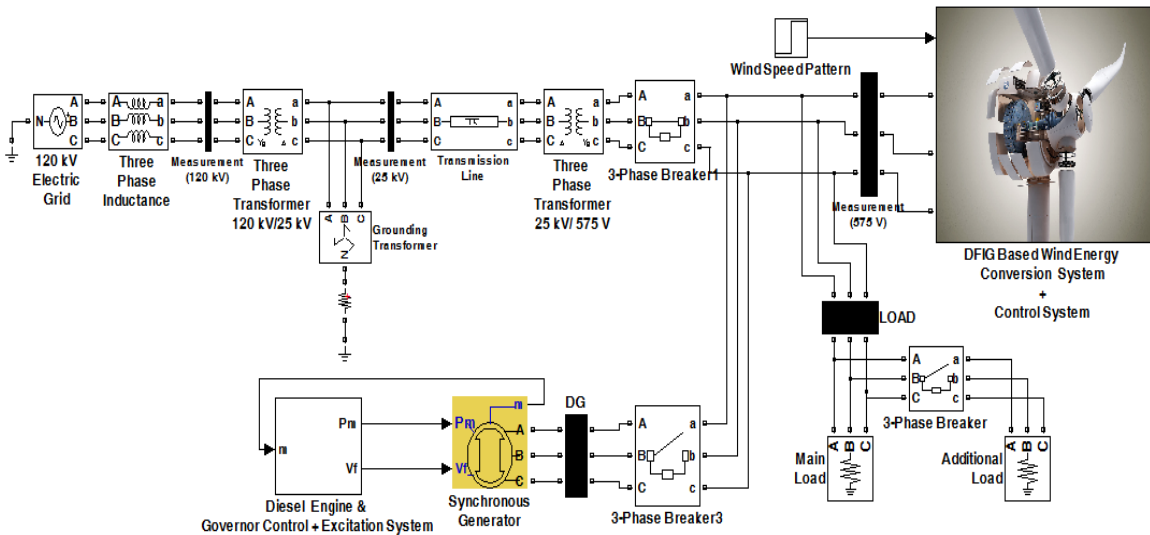 Wind Speed Pattern
A
B
C
N
120 kV
Electric
Grid
A
B
C
a
b
c
Three
Phase
Inductance
Measurement
(120 kV)
A
B
C
a
b
c
Yg
Δ
Three
Phase
Transformer
120 kV/25 kV
Measurement
(25 kV)
A
B
C
a
b
c
Transmission
Line
A
B
C
a
b
c
Δ
Yg
Three
Phase
Transformer
25 kV/ 575 V
A
B
C
a
b
c
3-Phase Breaker1
Measurement
(575 V)
DFIG Based Wind Energy
Conversion System
+
Control System
A B C
N
Grounding
Transformer
LOAD
A
B
C
a
b
c
3-Phase Breaker
A B C
Main
Load
A B C
Additional
Load
m
Pm
Vf
Diesel Engine &
Governor Control + Excitation System
Pm
Vf_
m
A
B
C
Synchronous
Generator
DG
A
B
C
a
b
c
3-Phase Breaker3